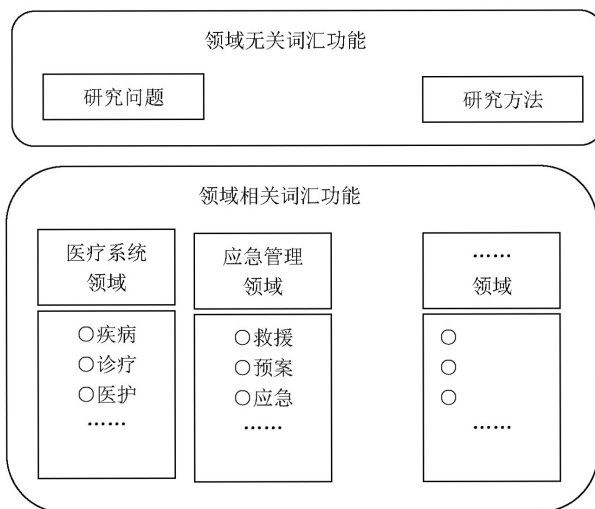 领域无关词汇功能
研究问题
研究方法
领域相关词汇功能
医疗系统
领域
○疾病
○诊疗
○医护
……
应急管理
领域
○救援
○预案
○应急
……
……
领域
○
○
○
……